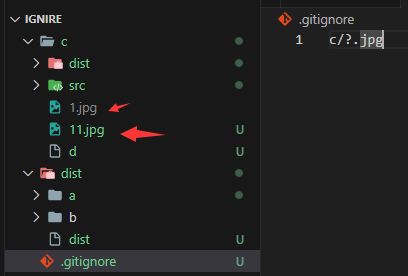 IGNIRE
c
dist
src
1.jpg
11.jpg U
d U
dist
a
b
dist U
.gitignore U
.gitignore
1 c/?.jpg